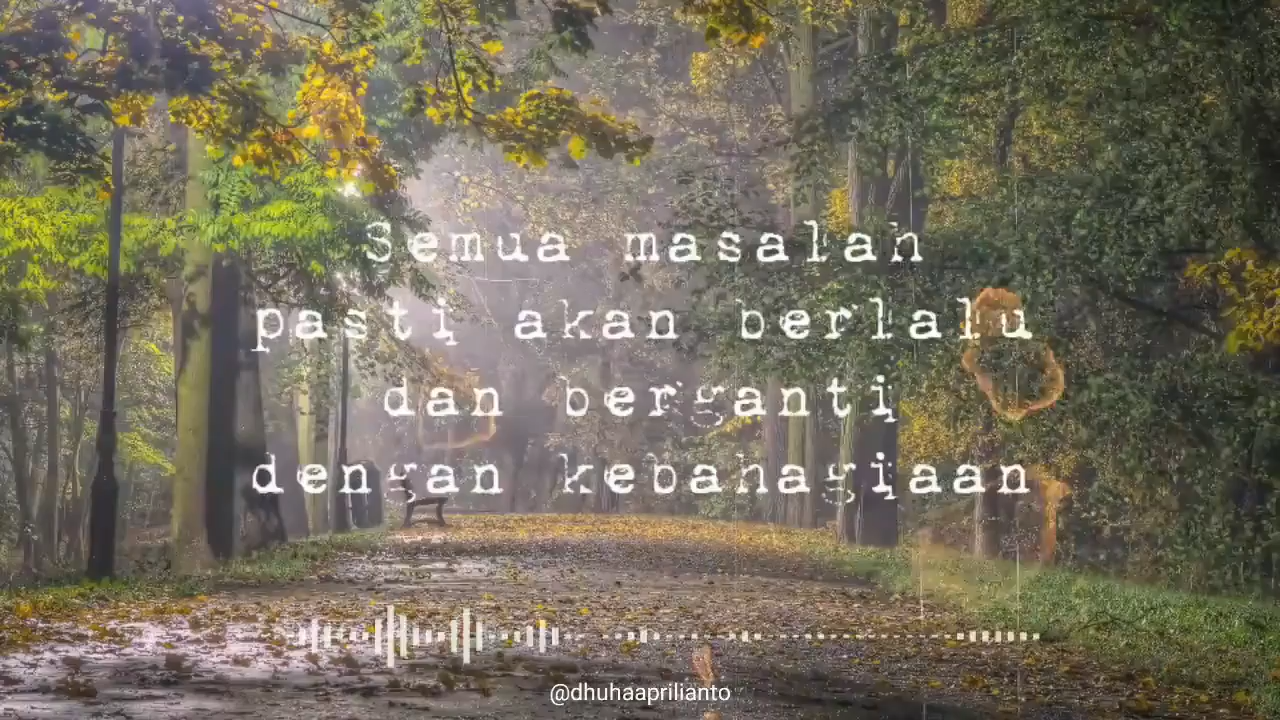 Semua masalah
pasti akan berlalu
dan berganti
dengan kebahagiaan
@dhuhaaprilianto